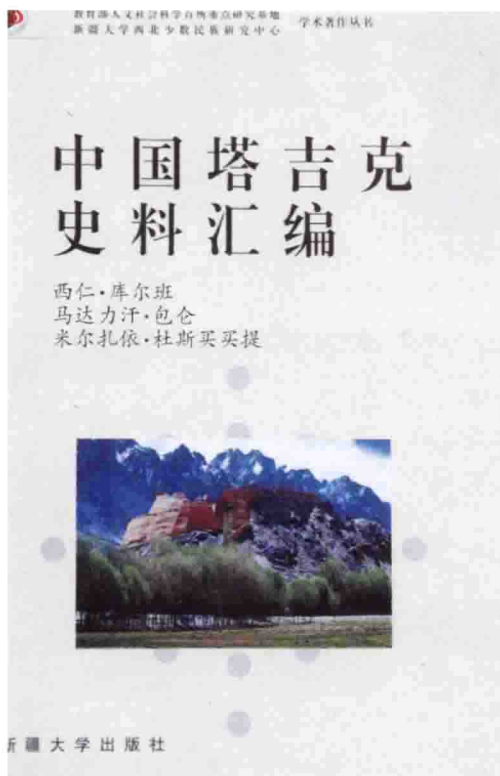 教育部人文社会科学百所重点研究基地
新疆大学西北少数民族研究中心
学术著作丛书
中国塔吉克
史料汇编
西仁·库尔班
马达力汗·包仑
米尔扎依·杜斯买买提
新疆大学出版社